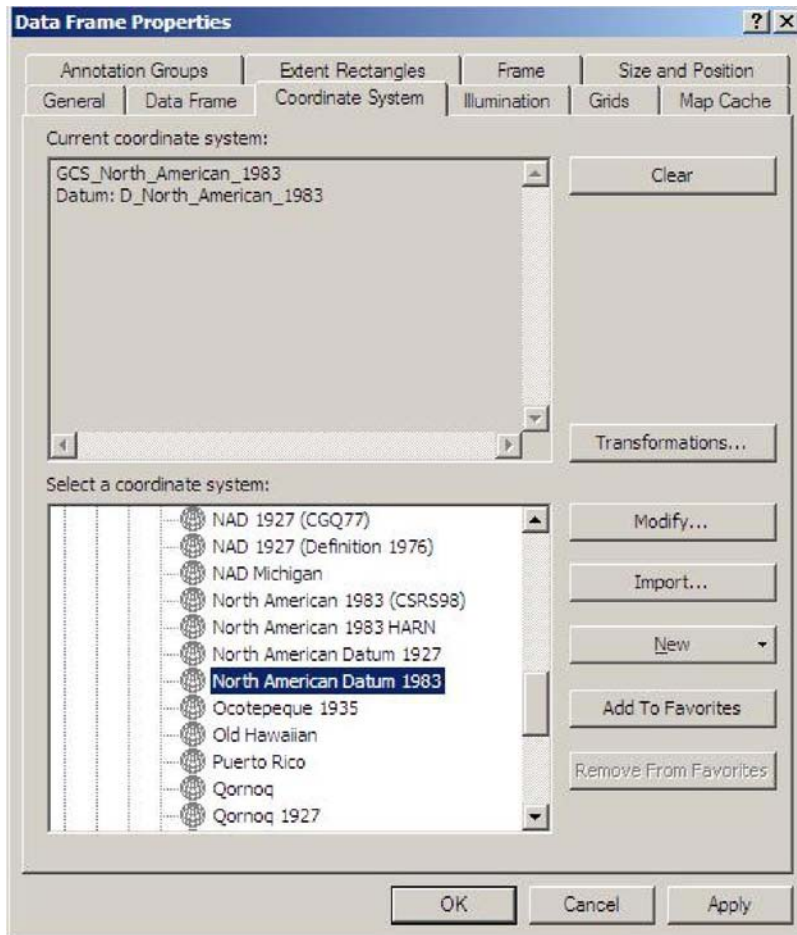 Data Frame Properties
Annotation Groups Extent Rectangles Frame Size and Position
General Data Frame Coordinate System Illumination Grids Map Cache
Current coordinate system:
GCS_North_American_1983
Datum: D_North_American_1983
Clear
Transformations...
Select a coordinate system:
NAD 1927 (CGQ77)
NAD 1927 (Definition 1976)
NAD Michigan
North American 1983 (CSRS98)
North American 1983 HARN
North American Datum 1927
North American Datum 1983
Ocotepeque 1935
Old Hawaiian
Puerto Rico
Qornoq
Qornoq 1927
Modify...
Import...
New
Add To Favorites
Remove From Favorites
OK Cancel Apply